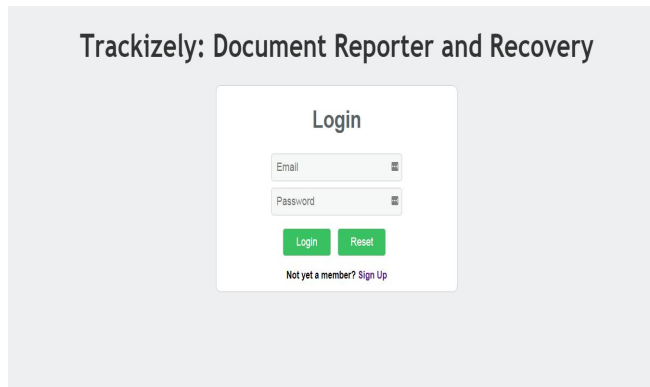 Trackizely: Document Reporter and Recovery
Login
Email
Password
Login Reset
Not yet a member? Sign Up